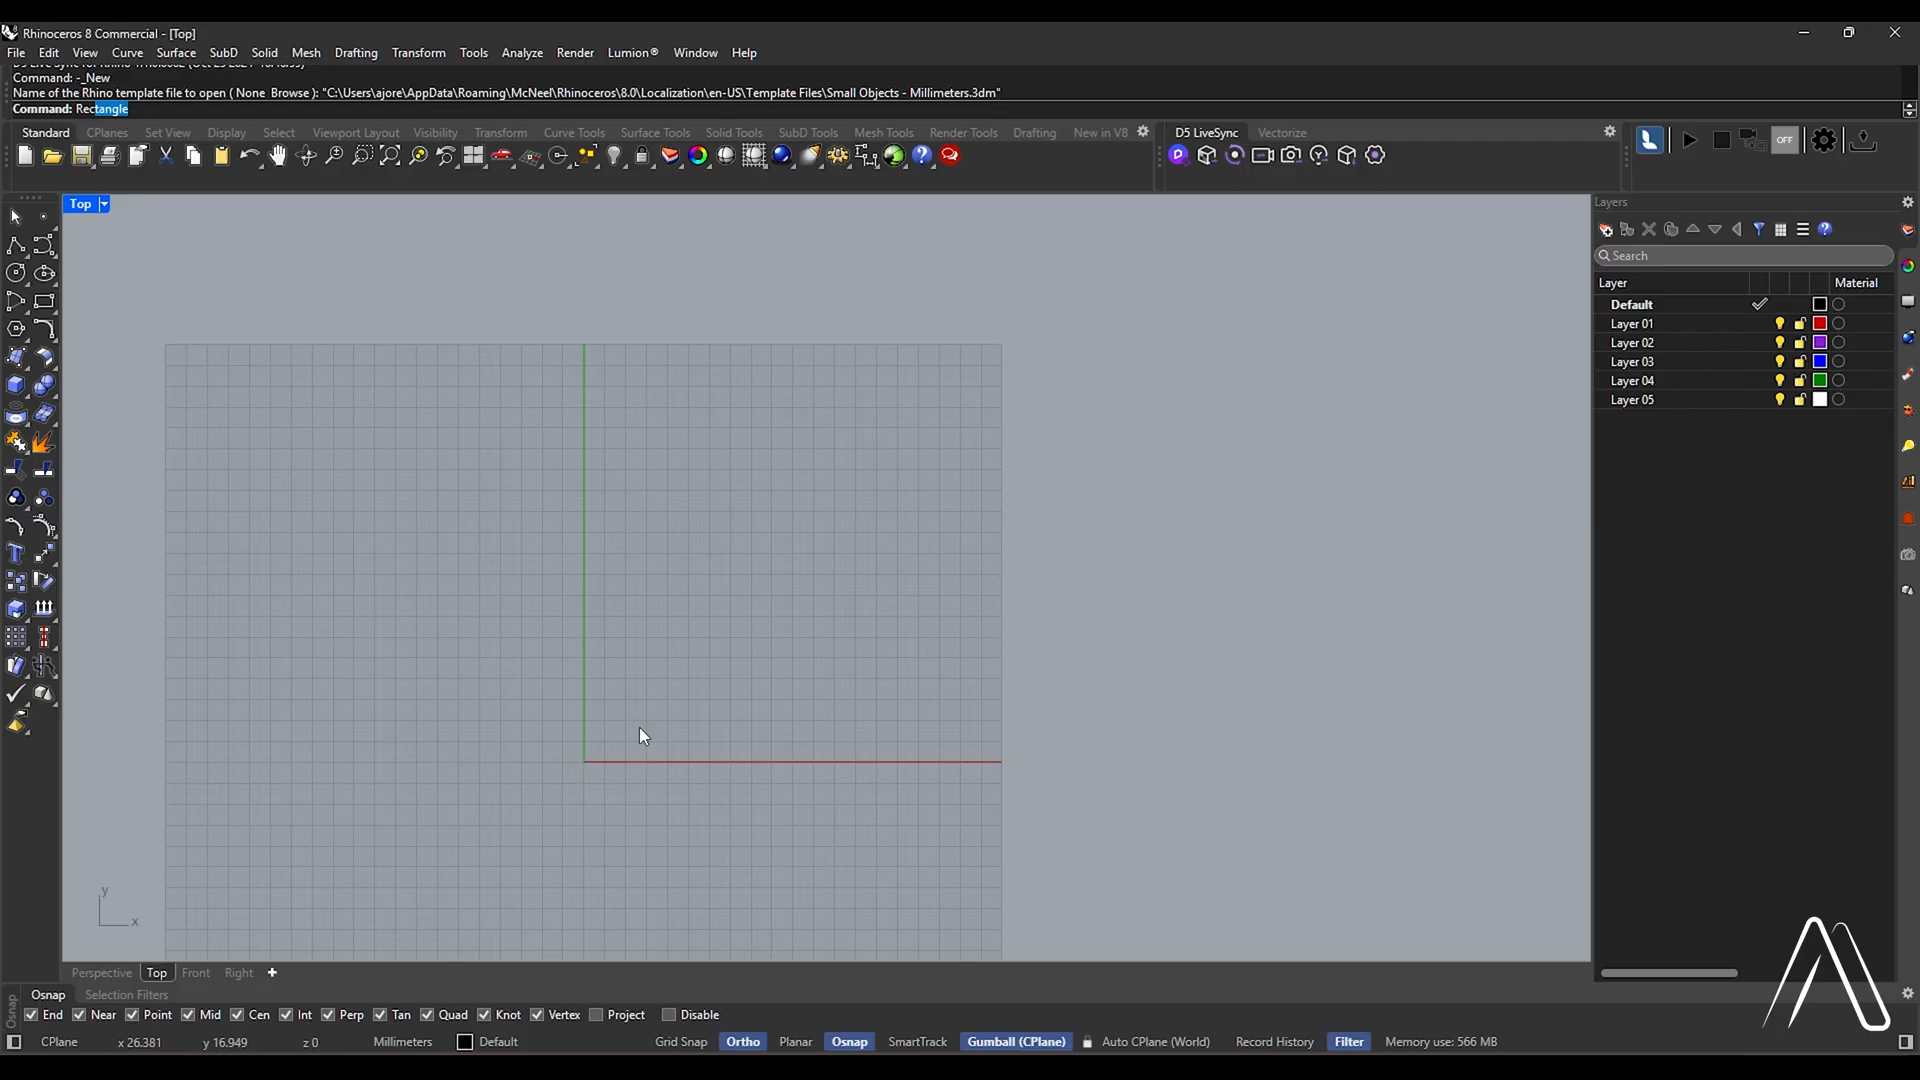 Rhinoceros 8 Commercial - [Top]
File Edit View Curve Surface SubD Solid Mesh Drafting Transform Tools Analyze Render Lumion® Window Help
Command: -_New
Name of the Rhino template file to open ( None Browse ): "C:\Users\ajore\AppData\Roaming\McNeel\Rhinoceros\8.0\Localization\en-US\Template Files\Small Objects - Millimeters.3dm"
Command: Rectangle
Standard CPlanes Set View Display Select Viewport Layout Visibility Transform Curve Tools Surface Tools Solid Tools SubD Tools Mesh Tools Render Tools Drafting New in V8 D5 LiveSync Vectorize
OFF
Top
Layers
Search
Layer Material
Default
Layer 01
Layer 02
Layer 03
Layer 04
Layer 05
y
x
Perspective Top Front Right
Osnap Selection Filters
Osnap
End Near Point Mid Cen Int Perp Tan Quad Knot Vertex Project Disable
CPlane x 26.381 y 16.949 z 0 Millimeters Default Grid Snap Ortho Planar Osnap SmartTrack Gumball (CPlane) Auto CPlane (World) Record History Filter Memory use: 566 MB